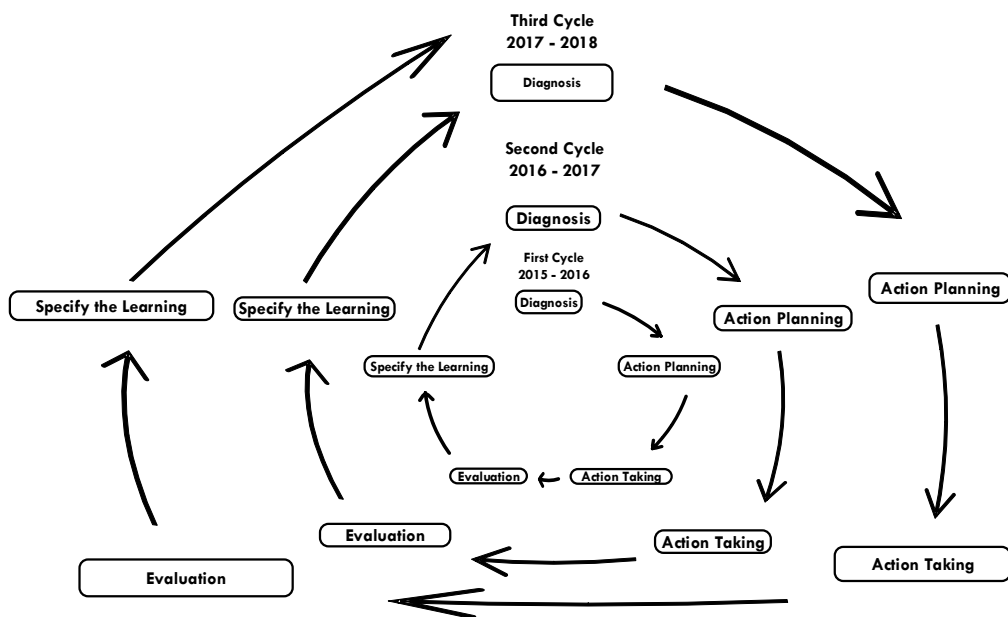 Third Cycle
2017 - 2018
Diagnosis
Second Cycle
2016 - 2017
Diagnosis
First Cycle
2015 - 2016
Diagnosis
Action Planning
Specify the Learning
Specify the Learning
Action Planning
Specify the Learning
Action Planning
Evaluation
Action Taking
Evaluation
Action Taking
Action Taking
Evaluation